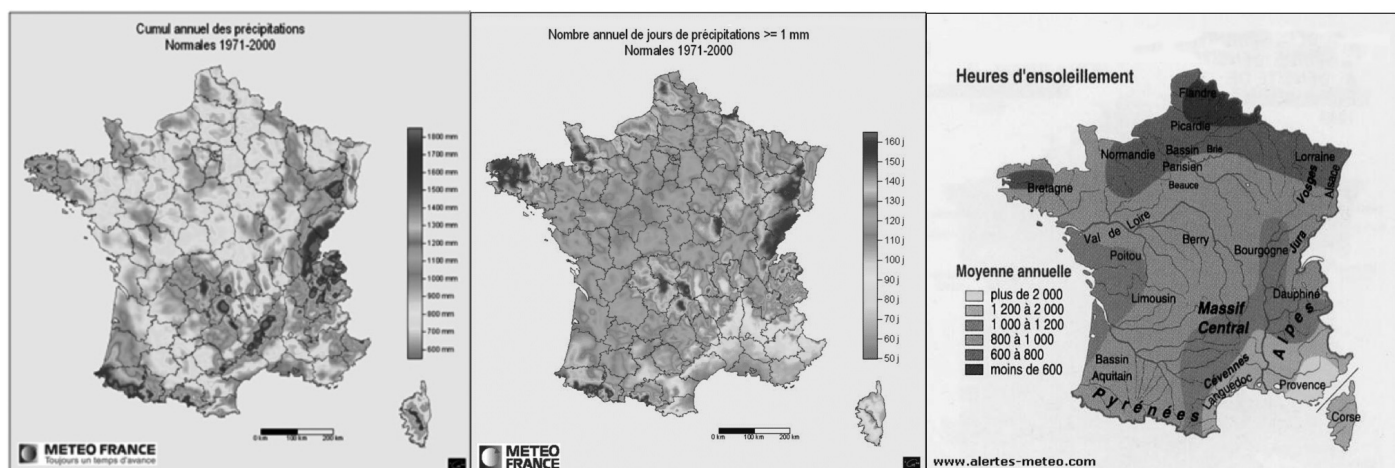 Cumul annuel des précipitations
Normales 1971-2000
1800 mm
1700 mm
1600 mm
1500 mm
1400 mm
1300 mm
1200 mm
1100 mm
1000 mm
900 mm
800 mm
700 mm
600 mm
0 km 100 km 200 km
METEO FRANCE
Toujours un temps d'avance
Nombre annuel de jours de précipitations >= 1 mm
Normales 1971-2000
160 j
150 j
140 j
130 j
120 j
110 j
100 j
90 j
80 j
70 j
60 j
50 j
0 km 100 km 200 km
METEO
FRANCE
Heures d'ensoleillement
Flandre
Picardie
Normandie
Bassin
Parisien
Brie
Lorraine
Vosges
Alsace
Beauce
Bretagne
Val de Loire
Berry
Bourgogne
Jura
Poitou
Limousin
Massif
Central
Dauphiné
Alpes
Bassin
Aquitain
Cévennes
Languedoc
Provence
Pyrénées
Corse
Moyenne annuelle
plus de 2 000
1 200 à 2 000
1 000 à 1 200
800 à 1 000
600 à 800
moins de 600
www.alertes-meteo.com